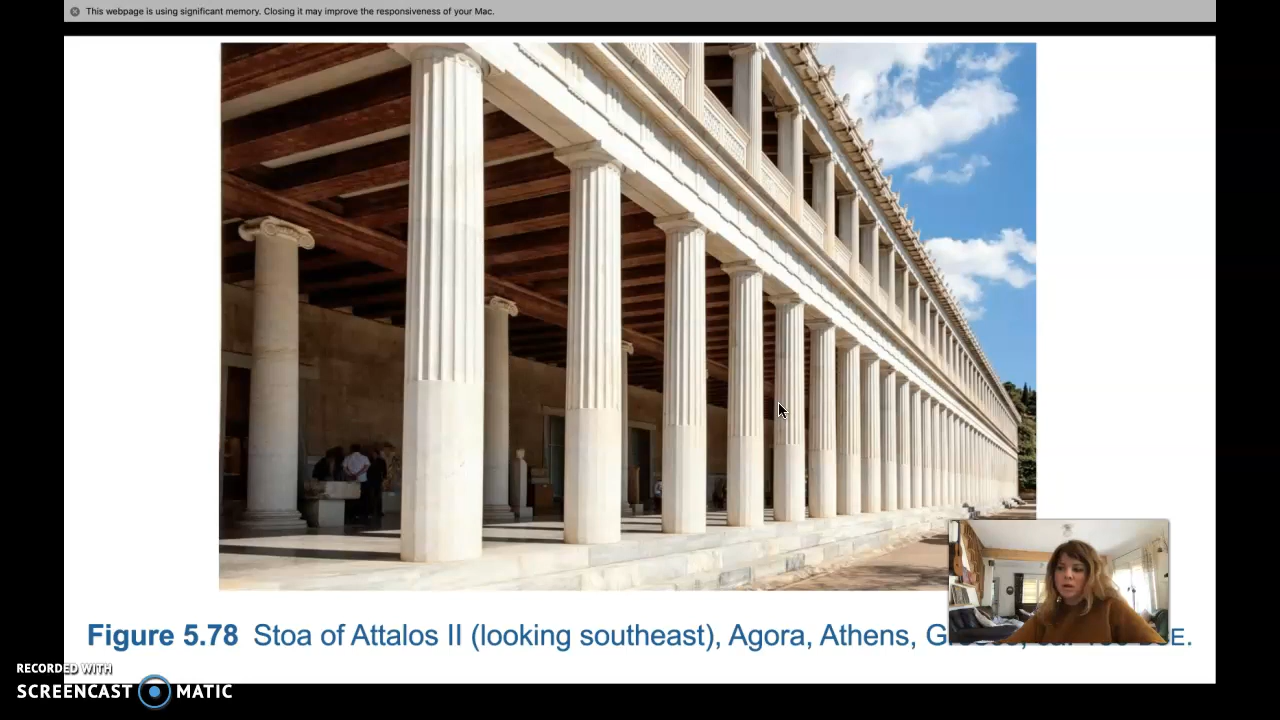 This webpage is using significant memory. Closing it may improve the responsiveness of your Mac.
Figure 5.78 Stoa of Attalos II (looking southeast), Agora, Athens,
RECORDED WITH
SCREENCAST MATIC